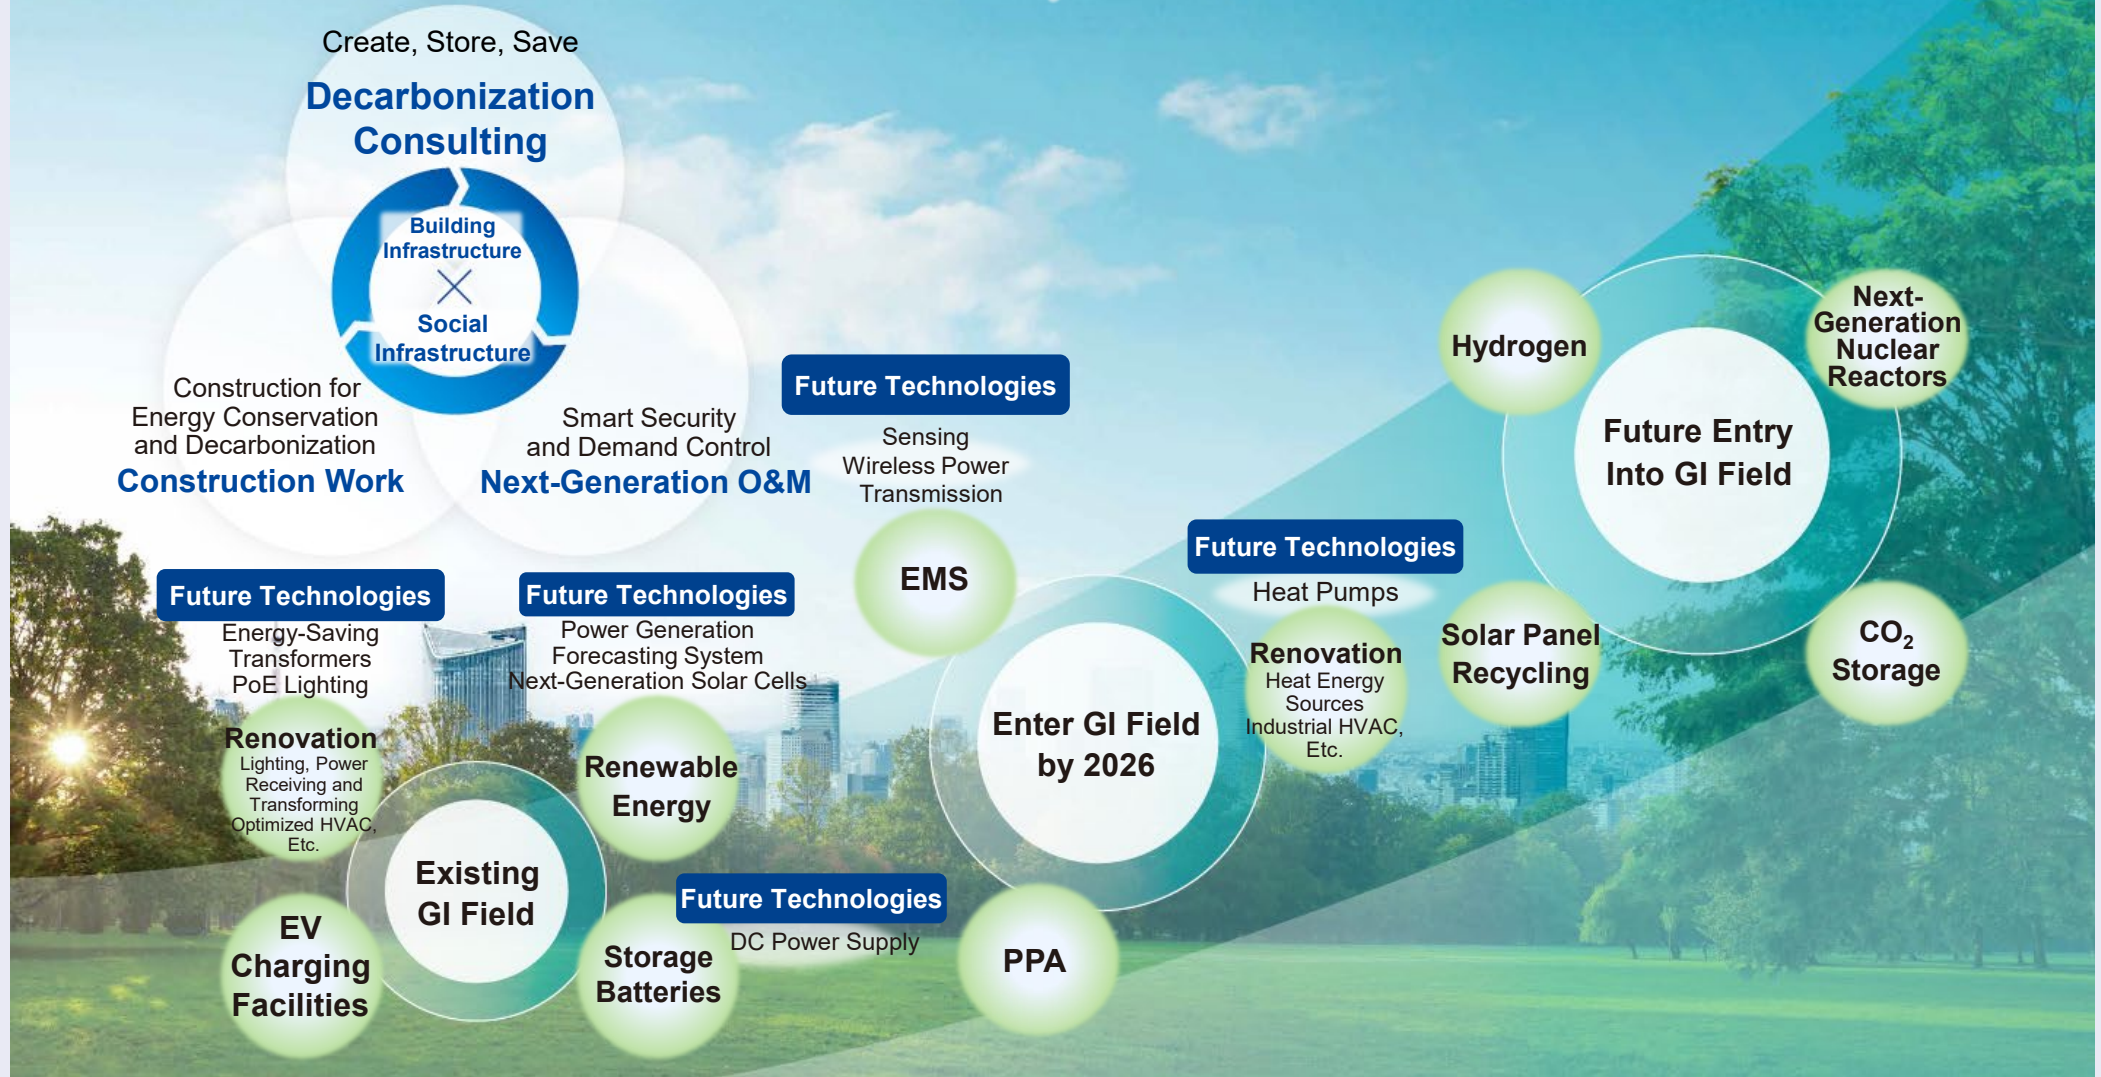 Create, Store, Save
Decarbonization
Consulting
Building
Infrastructure
×
Social
Infrastructure
Construction for
Energy Conservation
and Decarbonization
Construction Work
Smart Security
and Demand Control
Next-Generation O&M
Future Technologies
Sensing
Wireless Power
Transmission
EMS
Future Technologies
Energy-Saving
Transformers
PoE Lighting
Renovation
Lighting, Power
Receiving and
Transforming
Optimized HVAC,
Etc.
Future Technologies
Power Generation
Forecasting System
Next-Generation Solar Cells
Renewable
Energy
Existing
GI Field
EV
Charging
Facilities
Storage
Batteries
Future Technologies
DC Power Supply
Enter GI Field
by 2026
PPA
Future Technologies
Heat Pumps
Renovation
Heat Energy
Sources
Industrial HVAC,
Etc.
Hydrogen
Next-
Generation
Nuclear
Reactors
Future Entry
Into GI Field
Solar Panel
Recycling
CO₂
Storage